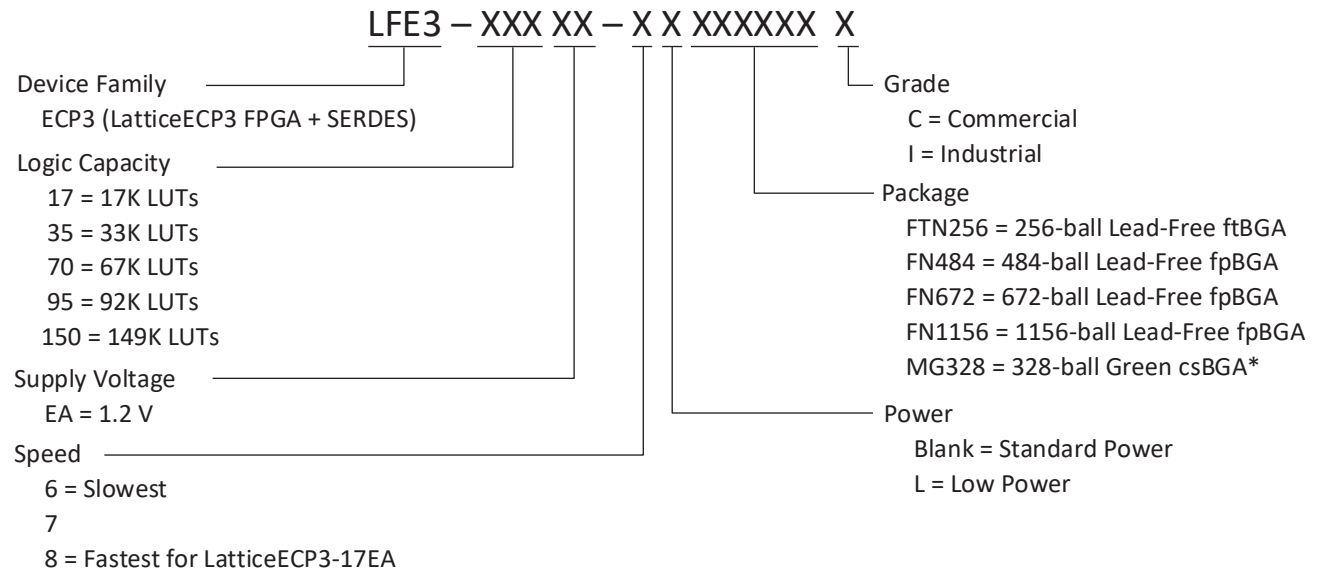 LFE3 – XXX XX – X X XXXXXX X
Device Family
ECP3 (LatticeECP3 FPGA + SERDES)
Logic Capacity
17 = 17K LUTs
35 = 33K LUTs
70 = 67K LUTs
95 = 92K LUTs
150 = 149K LUTs
Supply Voltage
EA = 1.2 V
Speed
6 = Slowest
7
8 = Fastest for LatticeECP3-17EA
Grade
C = Commercial
I = Industrial
Package
FTN256 = 256-ball Lead-Free ftBGA
FN484 = 484-ball Lead-Free fpBGA
FN672 = 672-ball Lead-Free fpBGA
FN1156 = 1156-ball Lead-Free fpBGA
MG328 = 328-ball Green csBGA*
Power
Blank = Standard Power
L = Low Power